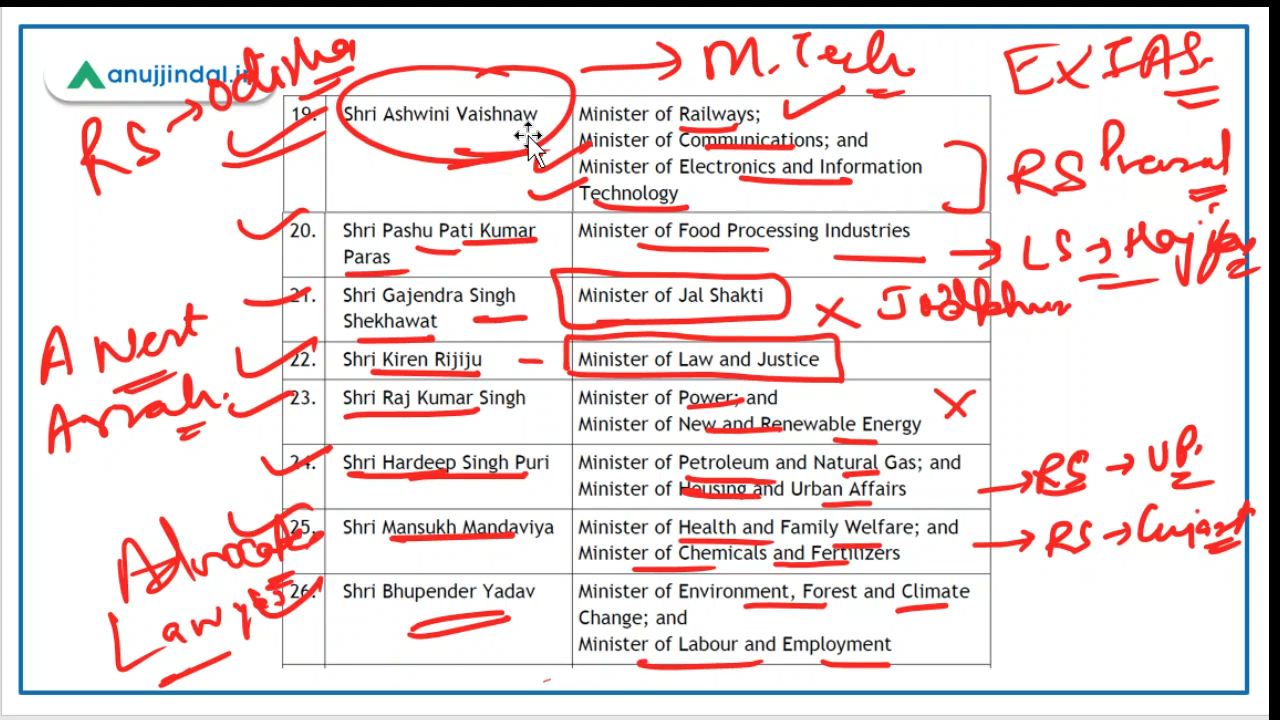 anujjindal.in
RS → Odisha
→ M. Tech
EX IAS.
19. Shri Ashwini Vaishnaw Minister of Railways;
Minister of Communications; and
Minister of Electronics and Information
Technology
RS
20. Shri Pashu Pati Kumar Minister of Food Processing Industries
Paras
→ LS →
21. Shri Gajendra Singh Minister of Jal Shakti
Shekhawat
X Jodhpur
A Nest
22. Shri Kiren Rijiju - Minister of Law and Justice
Arrah.
23. Shri Raj Kumar Singh Minister of Power; and X
Minister of New and Renewable Energy
24. Shri Hardeep Singh Puri Minister of Petroleum and Natural Gas; and
Minister of Housing and Urban Affairs → RS → UP.
25. Shri Mansukh Mandaviya Minister of Health and Family Welfare; and
Minister of Chemicals and Fertilizers → RS → Gujarat
Advocate
26. Shri Bhupender Yadav Minister of Environment, Forest and Climate
Change; and
Minister of Labour and Employment
Lawyer